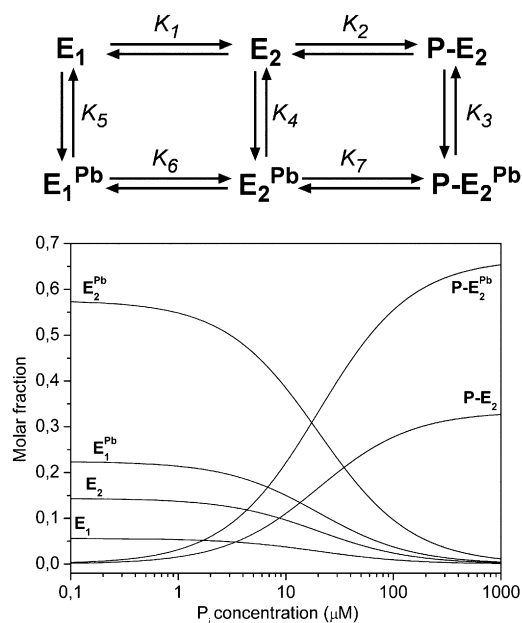 K₁ K₂
E₁ E₂ P-E₂
K₅ K₄ K₃
K₆ K₇
E₁ᴾᵇ E₂ᴾᵇ P-E₂ᴾᵇ
0,7
0,6
0,5
0,4
0,3
0,2
0,1
0,0
Molar fraction
E₂ᴾᵇ
P-E₂ᴾᵇ
P-E₂
E₁ᴾᵇ
E₂
E₁
0,1 1 10 100 1000
Pᵢ concentration (μM)